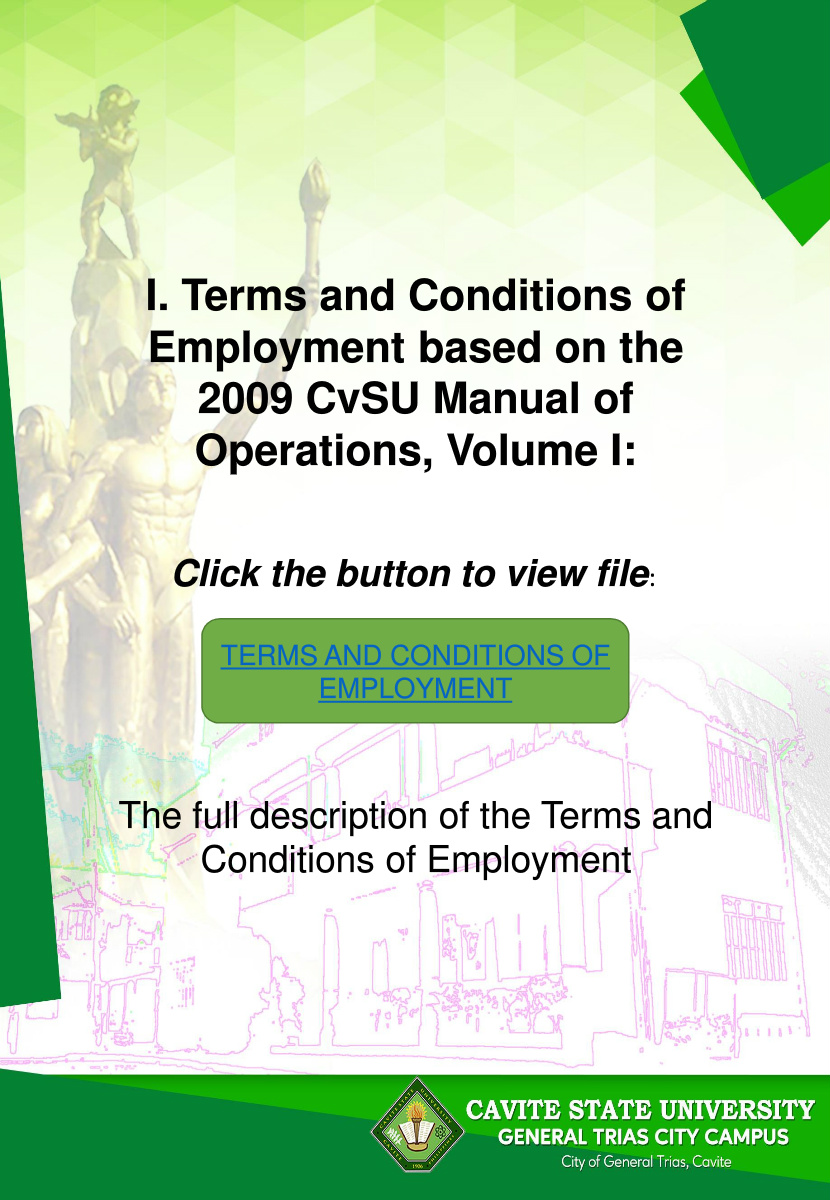 I. Terms and Conditions of
Employment based on the
2009 CvSU Manual of
Operations, Volume I:
Click the button to view file:
TERMS AND CONDITIONS OF
EMPLOYMENT
The full description of the Terms and
Conditions of Employment
CAVITE STATE UNIVERSITY
GENERAL TRIAS CITY CAMPUS
City of General Trias, Cavite
1906